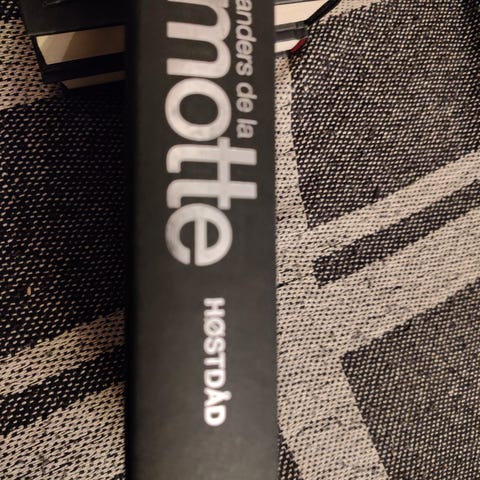 anders de la
motte
HØSTDÅD